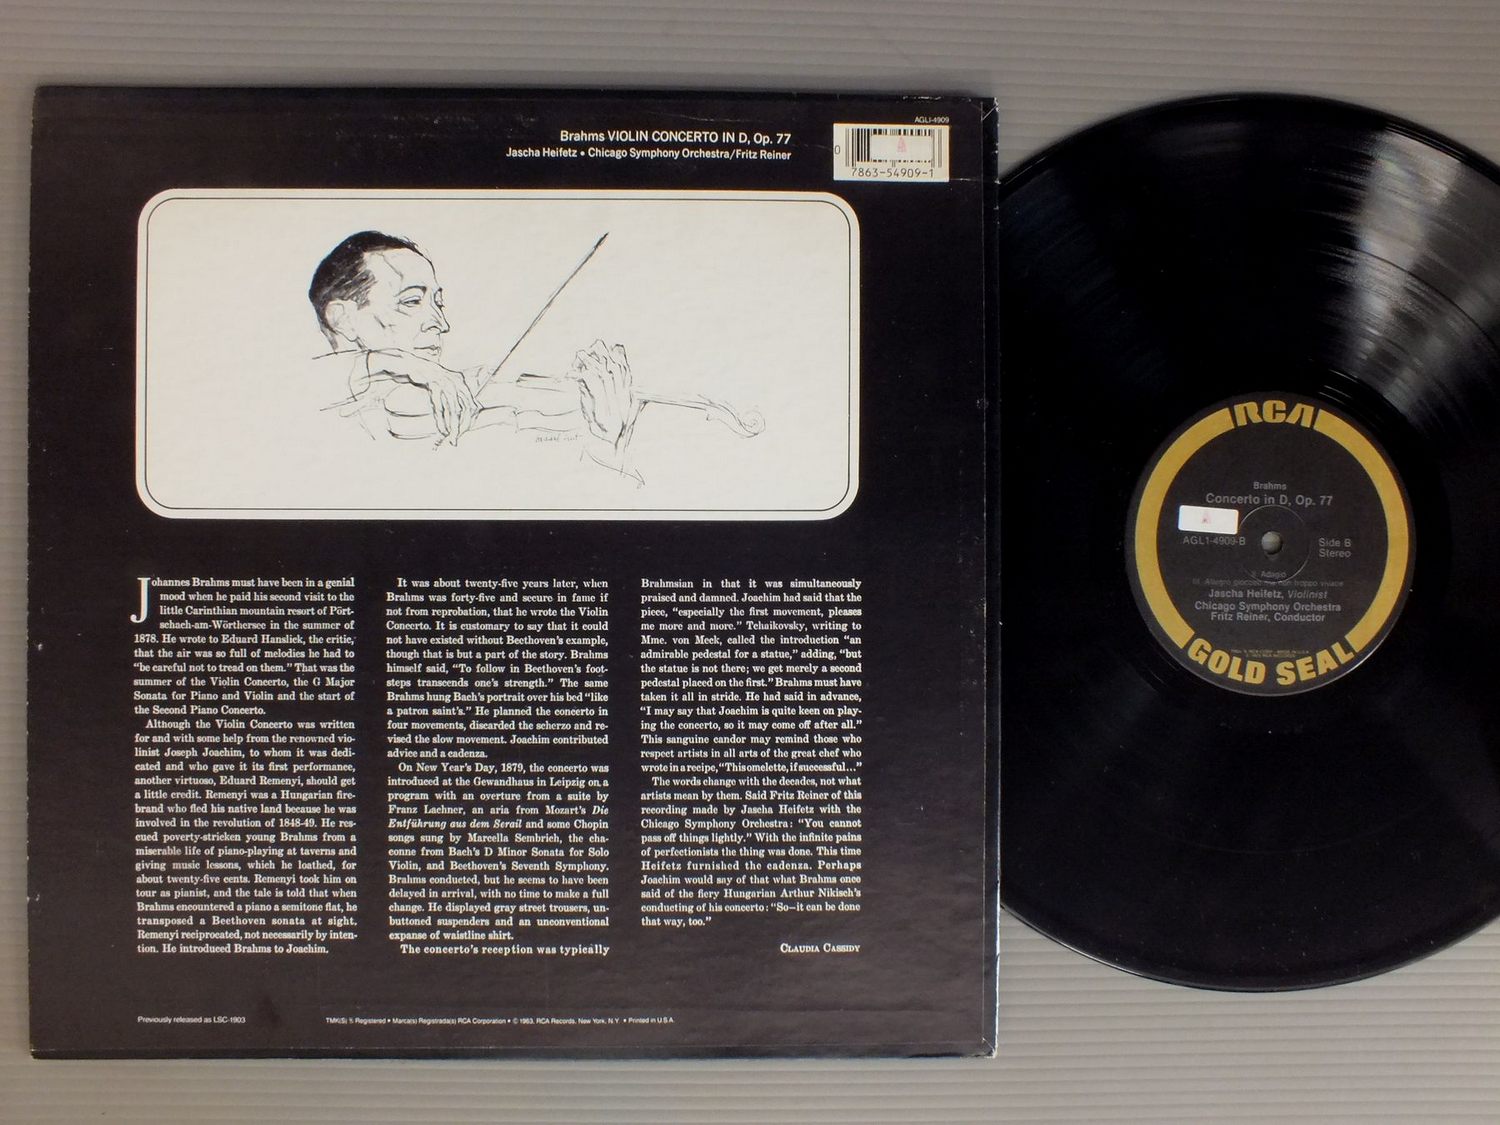 AGL1-4909
Brahms VIOLIN CONCERTO IN D, Op. 77
Jascha Heifetz • Chicago Symphony Orchestra/Fritz Reiner
0
7863-54909-1
Johannes Brahms must have been in a genial
mood when he paid his second visit to the
little Carinthian mountain resort of Pört-
schach-am-Wörthersee in the summer of
1878. He wrote to Eduard Hanslick, the critic,
that the air was so full of melodies he had to
“be careful not to tread on them.” That was the
summer of the Violin Concerto, the G Major
Sonata for Piano and Violin and the start of
the Second Piano Concerto.
Although the Violin Concerto was written
for and with some help from the renowned vio-
linist Joseph Joachim, to whom it was dedi-
cated and who gave it its first performance,
another virtuoso, Eduard Remenyi, should get
a little credit. Remenyi was a Hungarian fire-
brand who fled his native land because he was
involved in the revolution of 1848-49. He res-
cued poverty-stricken young Brahms from a
miserable life of piano-playing at taverns and
giving music lessons, which he loathed, for
about twenty-five cents. Remenyi took him on
tour as pianist, and the tale is told that when
Brahms encountered a piano a semitone flat, he
transposed a Beethoven sonata at sight.
Remenyi reciprocated, not necessarily by inten-
tion. He introduced Brahms to Joachim.
It was about twenty-five years later, when
Brahms was forty-five and secure in fame if
not from reprobation, that he wrote the Violin
Concerto. It is customary to say that it could
not have existed without Beethoven's example,
though that is but a part of the story. Brahms
himself said, “To follow in Beethoven's foot-
steps transcends one's strength.” The same
Brahms hung Bach's portrait over his bed “like
a patron saint's.” He planned the concerto in
four movements, discarded the scherzo and re-
vised the slow movement. Joachim contributed
advice and a cadenza.
On New Year's Day, 1879, the concerto was
introduced at the Gewandhaus in Leipzig on a
program with an overture from a suite by
Franz Lachner, an aria from Mozart's Die
Entführung aus dem Serail and some Chopin
songs sung by Marcella Sembrich, the cha-
conne from Bach's D Minor Sonata for Solo
Violin, and Beethoven's Seventh Symphony.
Brahms conducted, but he seems to have been
delayed in arrival, with no time to make a full
change. He displayed gray street trousers, un-
buttoned suspenders and an unconventional
expanse of waistline shirt.
The concerto's reception was typically
Brahmsian in that it was simultaneously
praised and damned. Joachim had said that the
piece, “especially the first movement, pleases
me more and more.” Tchaikovsky, writing to
Mme. von Meck, called the introduction “an
admirable pedestal for a statue,” adding, “but
the statue is not there; we get merely a second
pedestal placed on the first.” Brahms must have
taken it all in stride. He had said in advance,
“I may say that Joachim is quite keen on play-
ing the concerto, so it may come off after all.”
This sanguine candor may remind those who
respect artists in all arts of the great chef who
wrote in a recipe, “This omelette, if successful...”
The words change with the decades, not what
artists mean by them. Said Fritz Reiner of this
recording made by Jascha Heifetz with the
Chicago Symphony Orchestra: “You cannot
pass off things lightly.” With the infinite pains
of perfectionists the thing was done. This time
Heifetz furnished the cadenza. Perhaps
Joachim would say of that what Brahms once
said of the fiery Hungarian Arthur Nikisch's
conducting of his concerto: “So—it can be done
that way, too.”
CLAUDIA CASSIDY
Previously released as LSC-1903
TMK(S) ® Registered • Marca(s) Registrada(s) RCA Corporation • © 1983, RCA Records, New York, N.Y. • Printed in U.S.A.
RCA
Brahms
Concerto in D, Op. 77
AGL1-4909-B
Side B
Stereo
II. Adagio
III. Allegro giocoso, ma non troppo vivace
Jascha Heifetz, Violinist
Chicago Symphony Orchestra
Fritz Reiner, Conductor
GOLD SEAL